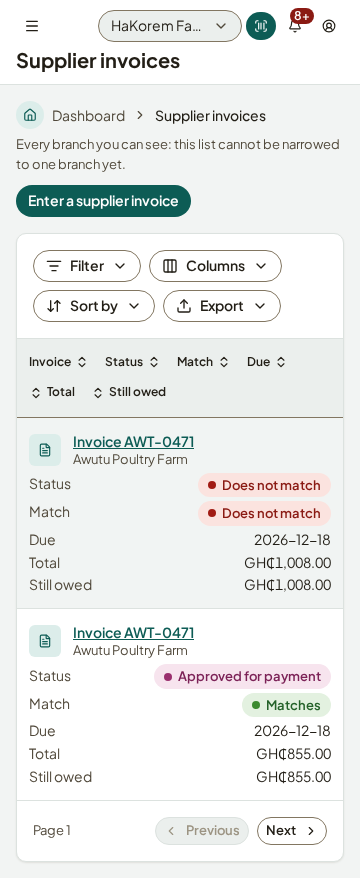 HaKorem Fa...
8+
Supplier invoices
Dashboard > Supplier invoices
Every branch you can see: this list cannot be narrowed
to one branch yet.
Enter a supplier invoice
Filter
Columns
Sort by
Export
Invoice Status Match Due
Total Still owed
Invoice AWT-0471
Awutu Poultry Farm
Status Does not match
Match Does not match
Due 2026-12-18
Total GH₵1,008.00
Still owed GH₵1,008.00
Invoice AWT-0471
Awutu Poultry Farm
Status Approved for payment
Match Matches
Due 2026-12-18
Total GH₵855.00
Still owed GH₵855.00
Page 1 Previous Next